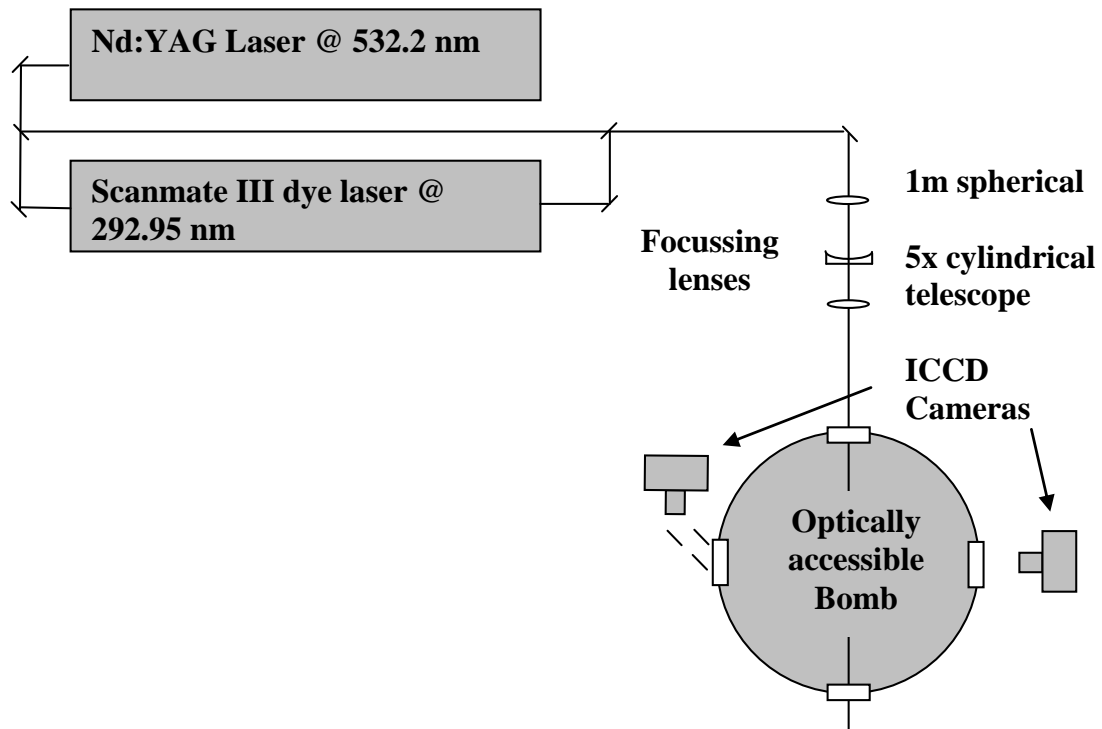 Nd:YAG Laser @ 532.2 nm
Scanmate III dye laser @
292.95 nm
1m spherical
Focussing
lenses
5x cylindrical
telescope
ICCD
Cameras
Optically
accessible
Bomb